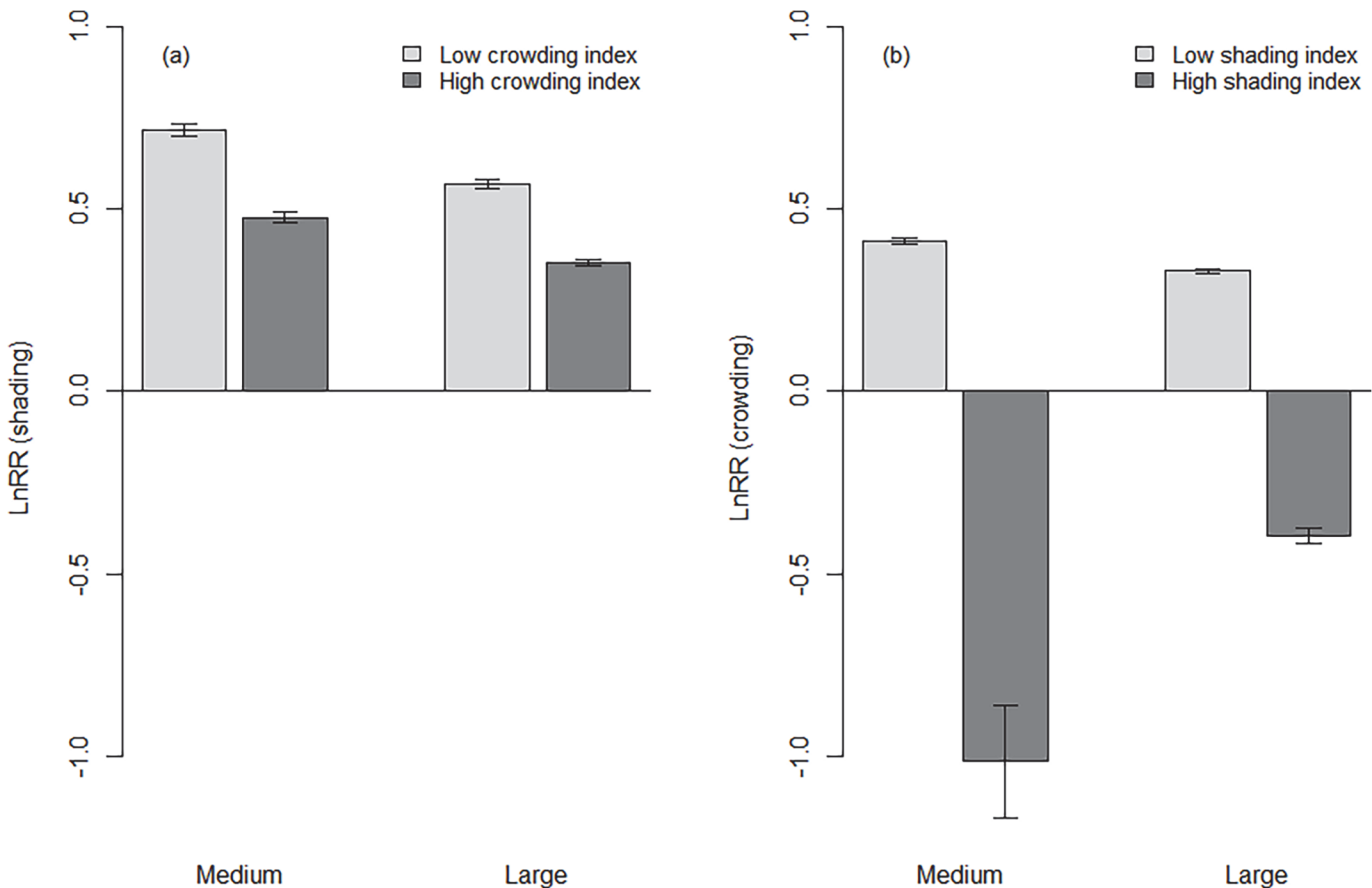 (a)
Low crowding index
High crowding index
1.0
0.5
0.0
-0.5
-1.0
LnRR (shading)
Medium Large
(b)
Low shading index
High shading index
1.0
0.5
0.0
-0.5
-1.0
LnRR (crowding)
Medium Large